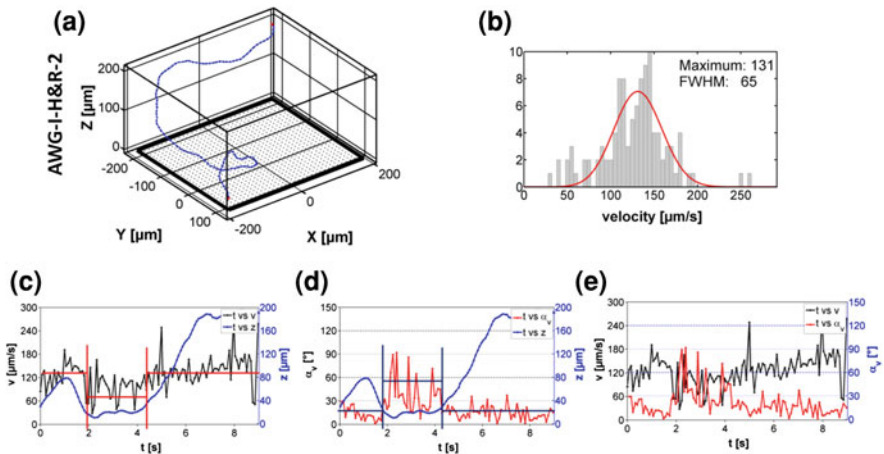 (a)
(b)
AWG-I-H&R-2
Z [µm]
200
100
0
-200
-100
0
100
Y [µm]
-200
0
200
X [µm]
10
8
6
4
2
0
Maximum: 131
FWHM: 65
0 50 100 150 200 250
velocity [µm/s]
(c)
(d)
(e)
300
240
180
120
60
0
v [µm/s]
t vs v
t vs z
200
160
120
80
40
0
z [µm]
0 2 4 6 8
t [s]
150
120
90
60
30
0
αv [°]
t vs αv
t vs z
200
160
120
80
40
0
z [µm]
0 2 4 6 8
t [s]
300
240
180
120
60
0
v [µm/s]
t vs v
t vs αv
150
120
90
60
30
0
αv [°]
0 2 4 6 8
t [s]